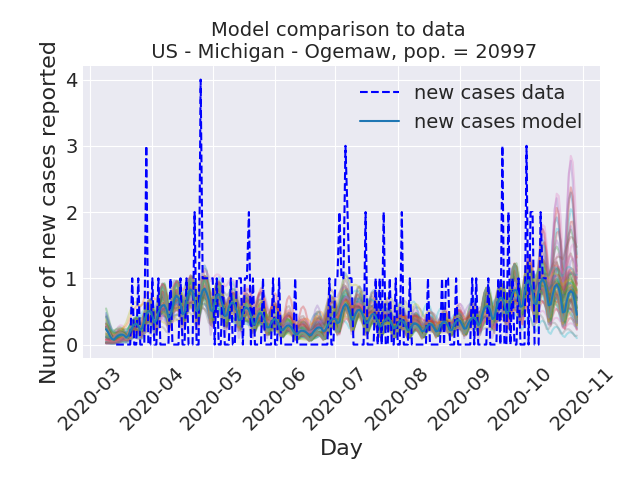 Model comparison to data
US - Michigan - Ogemaw, pop. = 20997
Number of new cases reported
4
3
2
1
0
new cases data
new cases model
2020-03
2020-04
2020-05
2020-06
2020-07
2020-08
2020-09
2020-10
2020-11
Day